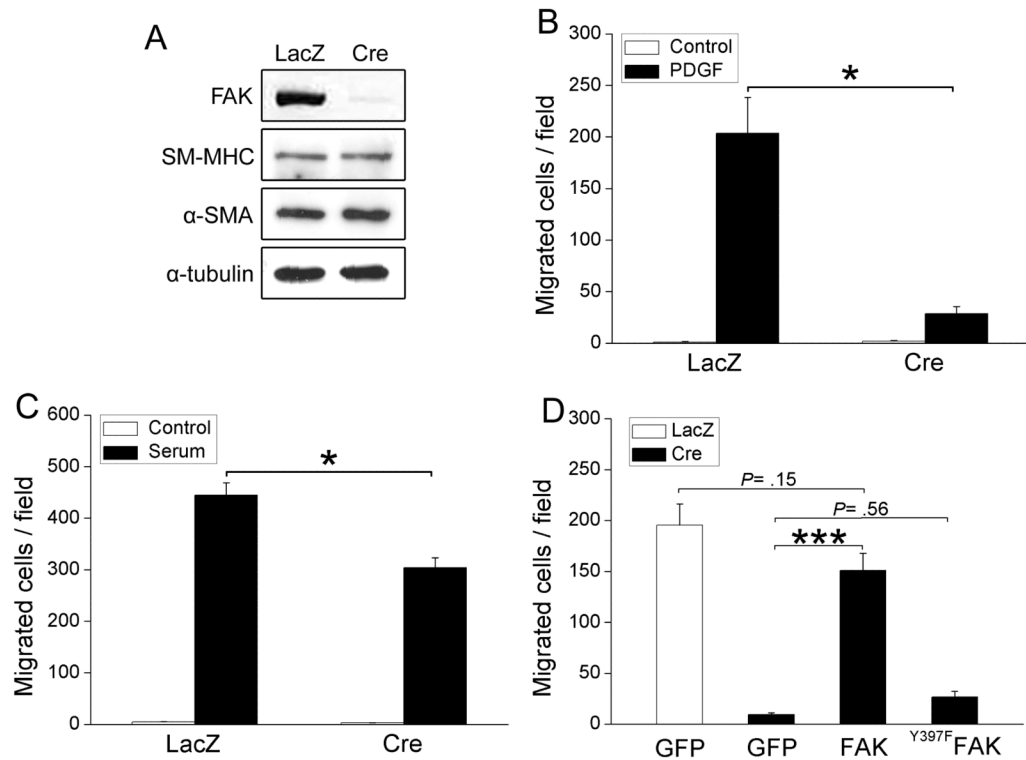 A
LacZ Cre
FAK
SM-MHC
α-SMA
α-tubulin
B
Control
PDGF
*
Migrated cells / field
300
250
200
150
100
50
0
LacZ Cre
C
Control
Serum
*
Migrated cells / field
600
500
400
300
200
100
0
LacZ Cre
D
LacZ
Cre
P= .15
P= .56
***
Migrated cells / field
300
250
200
150
100
50
0
GFP GFP FAK Y397FFAK